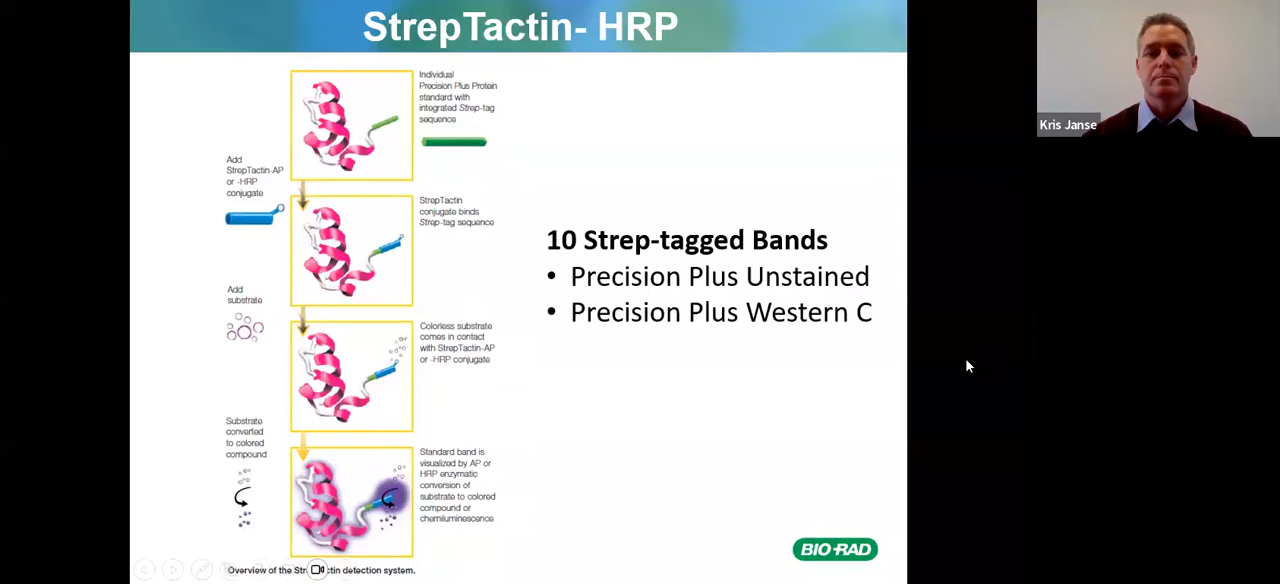 StrepTactin- HRP
Individual
Precision Plus Protein
standard with
integrated Strep-tag
sequence
Add
StrepTactin-AP
or -HRP
conjugate
StrepTactin
conjugate binds
Strep-tag sequence
Add
substrate
Colorless substrate
comes in contact
with StrepTactin-AP
or -HRP conjugate
Substrate
converted
to colored
compound
Standard band is
visualized by AP or
HRP enzymatic
conversion of
substrate to colored
compound or
chemiluminescence
Overview of the Str ctin detection system.
10 Strep-tagged Bands
• Precision Plus Unstained
• Precision Plus Western C
BIO-RAD
Kris Janse